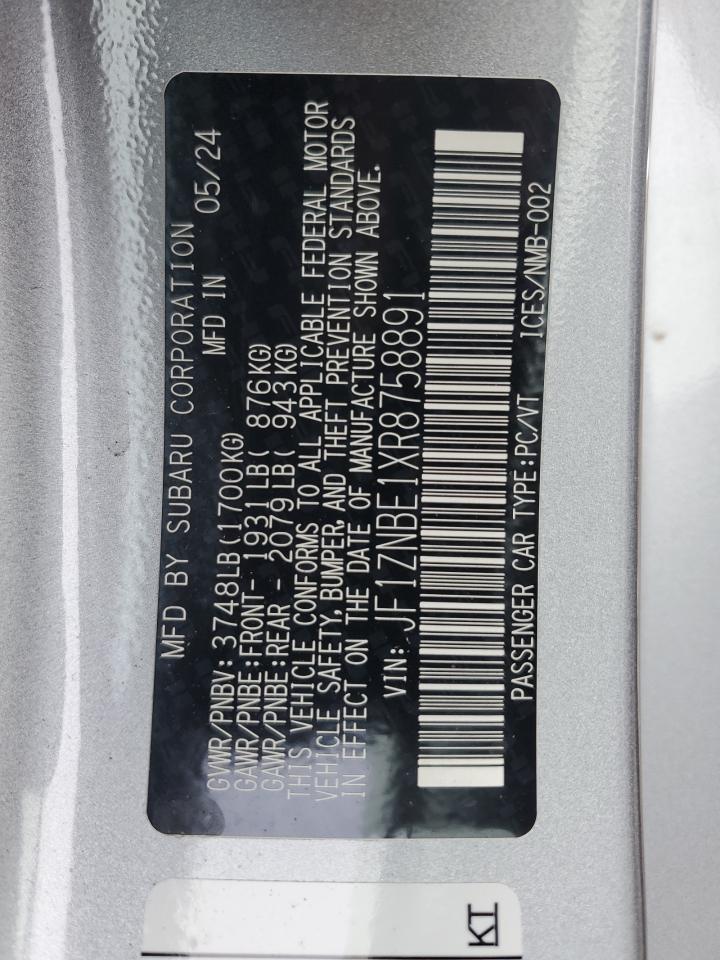 MFD BY SUBARU CORPORATION
MFD IN 05/24
GVWR/PNBV: 3748LB(1700KG)
GAWR/PNBE:FRONT- 1931LB( 876KG)
GAWR/PNBE:REAR - 2079LB( 943KG)
THIS VEHICLE CONFORMS TO ALL APPLICABLE FEDERAL MOTOR
VEHICLE SAFETY, BUMPER, AND THEFT PREVENTION STANDARDS
IN EFFECT ON THE DATE OF MANUFACTURE SHOWN ABOVE.
VIN: JF1ZNBE1XR8758891
PASSENGER CAR TYPE:PC/VT ICES/NMB-002
KT